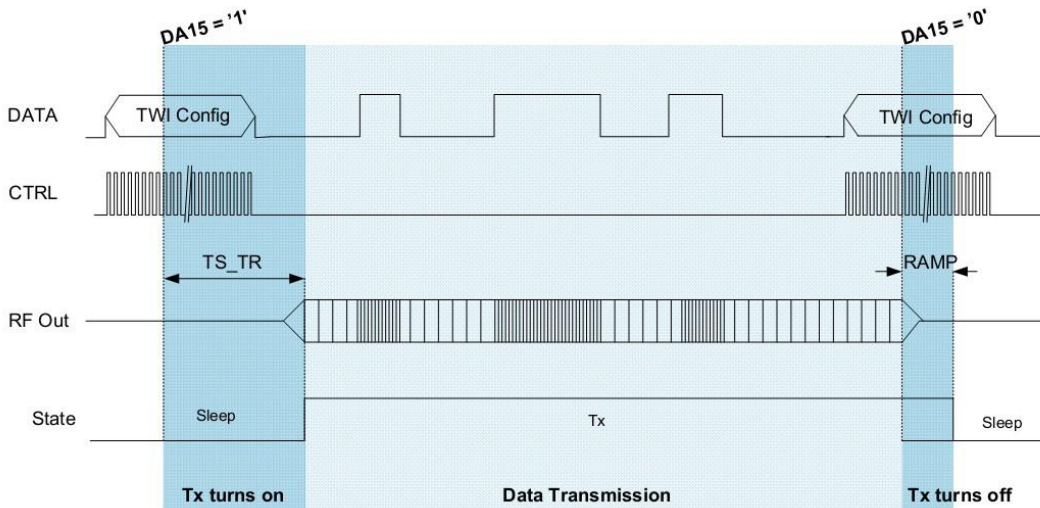 DA15 = '1'
DA15 = '0'
DATA
TWI Config
TWI Config
CTRL
TS_TR
RAMP
RF Out
State
Sleep
Tx
Sleep
Tx turns on
Data Transmission
Tx turns off